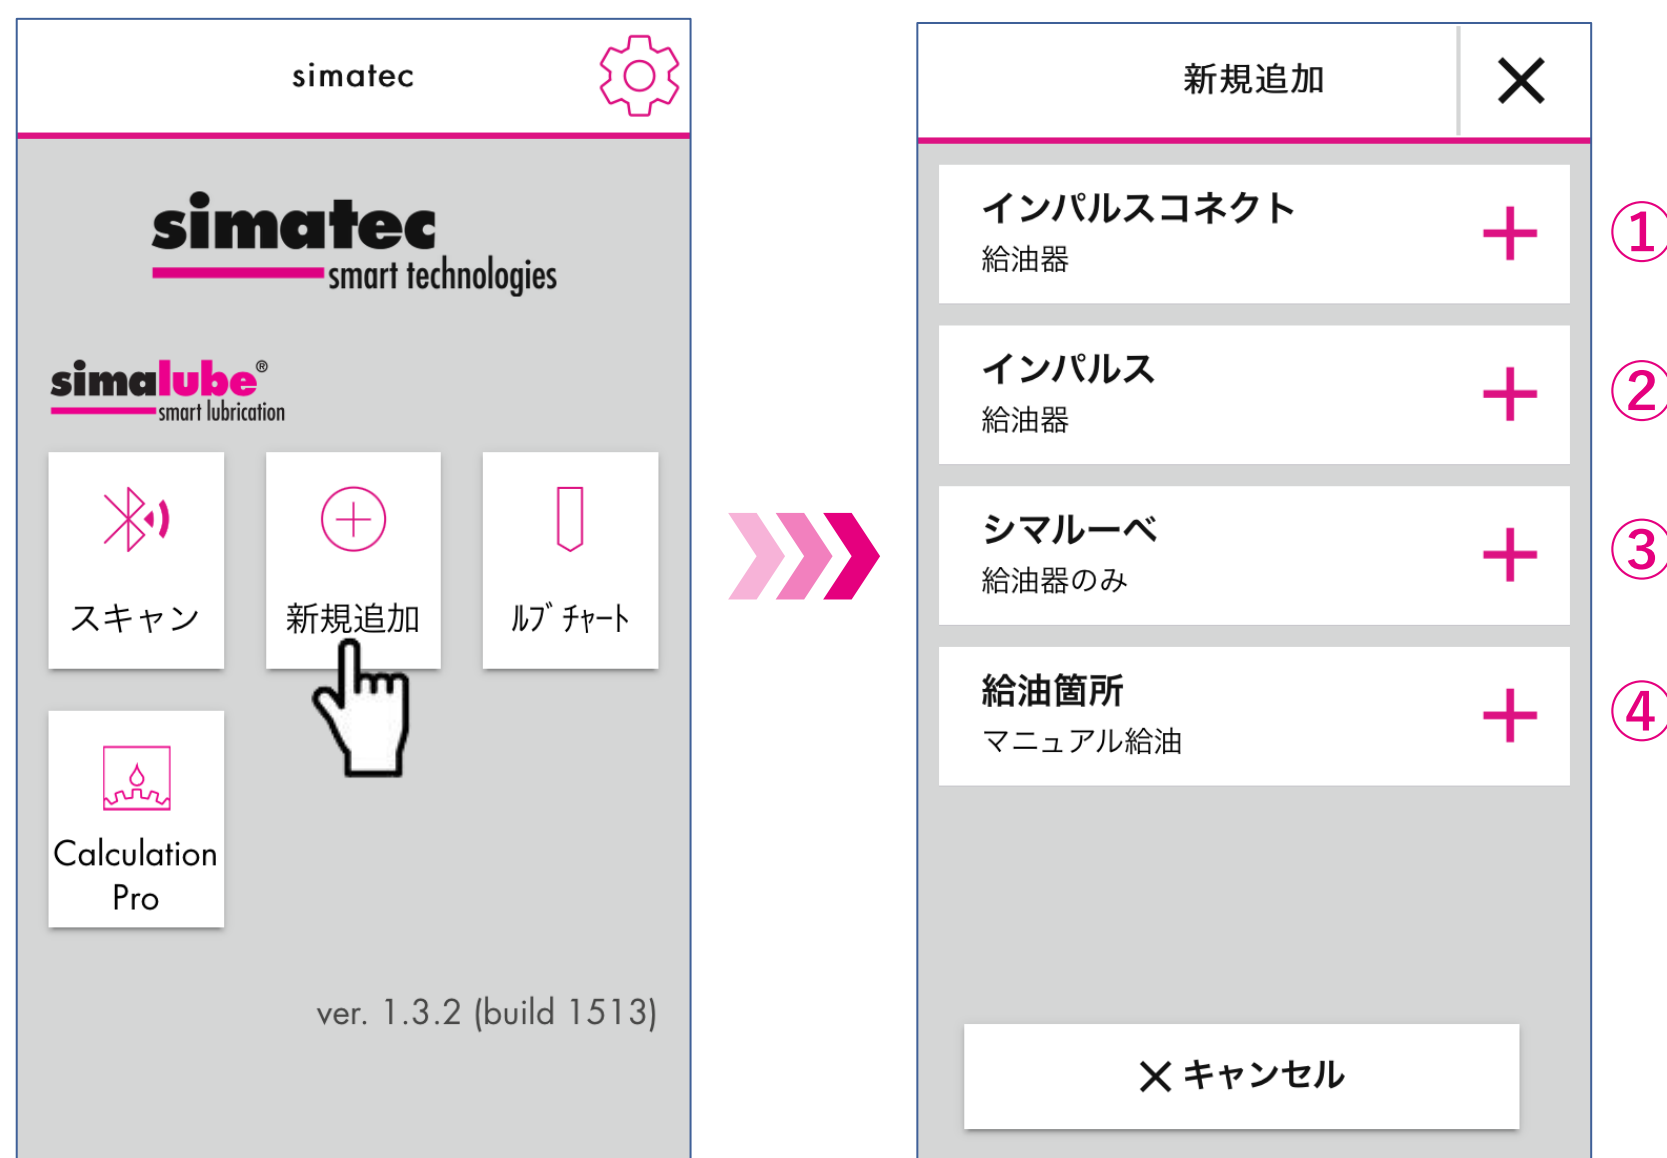 simatec
simatec
smart technologies
simalube®
smart lubrication
スキャン
新規追加
ﾙﾌﾞﾁｬｰﾄ
Calculation
Pro
ver. 1.3.2 (build 1513)
新規追加
インパルスコネクト
給油器
①
インパルス
給油器
②
シマルーベ
給油器のみ
③
給油箇所
マニュアル給油
④
キャンセル